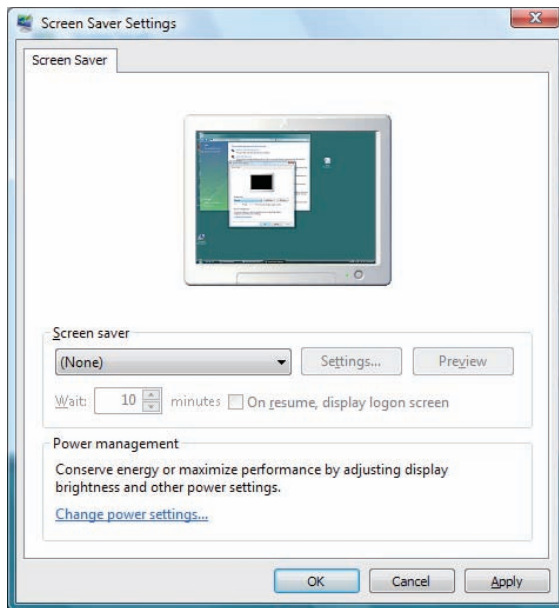 Screen Saver Settings
Screen Saver
Screen saver
(None)
Settings...
Preview
Wait: 10 minutes On resume, display logon screen
Power management
Conserve energy or maximize performance by adjusting display
brightness and other power settings.
Change power settings...
OK Cancel Apply